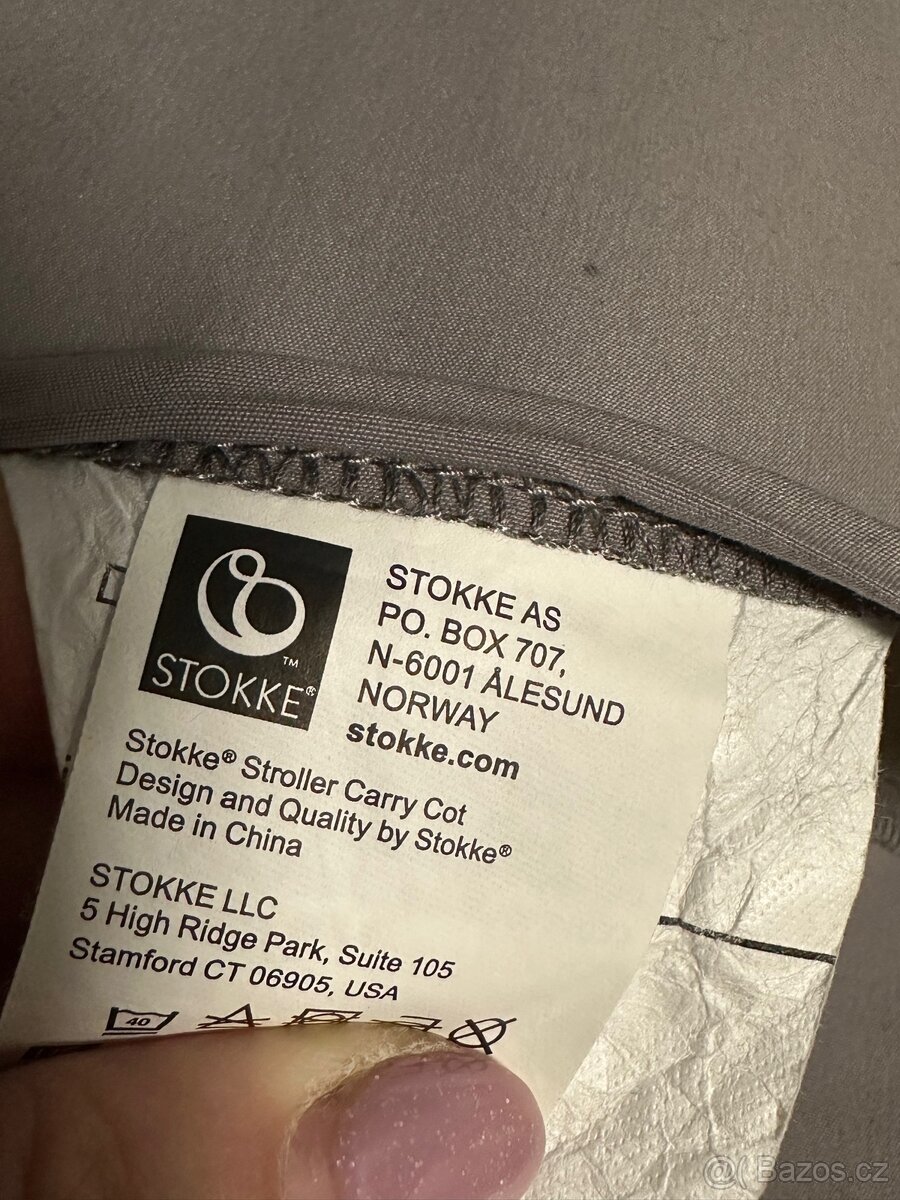 STOKKE®
™
STOKKE AS
PO. BOX 707,
N-6001 ÅLESUND
NORWAY
stokke.com
Stokke® Stroller Carry Cot
Design and Quality by Stokke®
Made in China
STOKKE LLC
5 High Ridge Park, Suite 105
Stamford CT 06905, USA
40
@( Bazos.cz